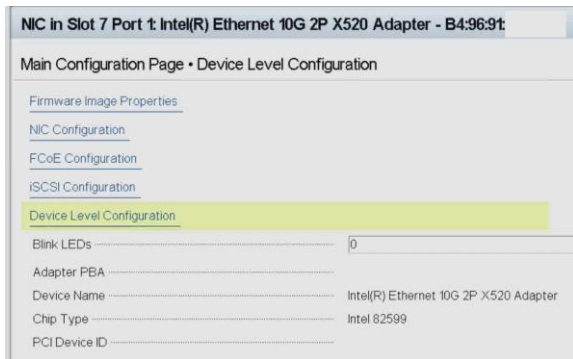 NIC in Slot 7 Port 1: Intel(R) Ethernet 10G 2P X520 Adapter - B4:96:91:
Main Configuration Page • Device Level Configuration
Firmware Image Properties
NIC Configuration
FCoE Configuration
iSCSI Configuration
Device Level Configuration
Blink LEDs 0
Adapter PBA
Device Name Intel(R) Ethernet 10G 2P X520 Adapter
Chip Type Intel 82599
PCI Device ID